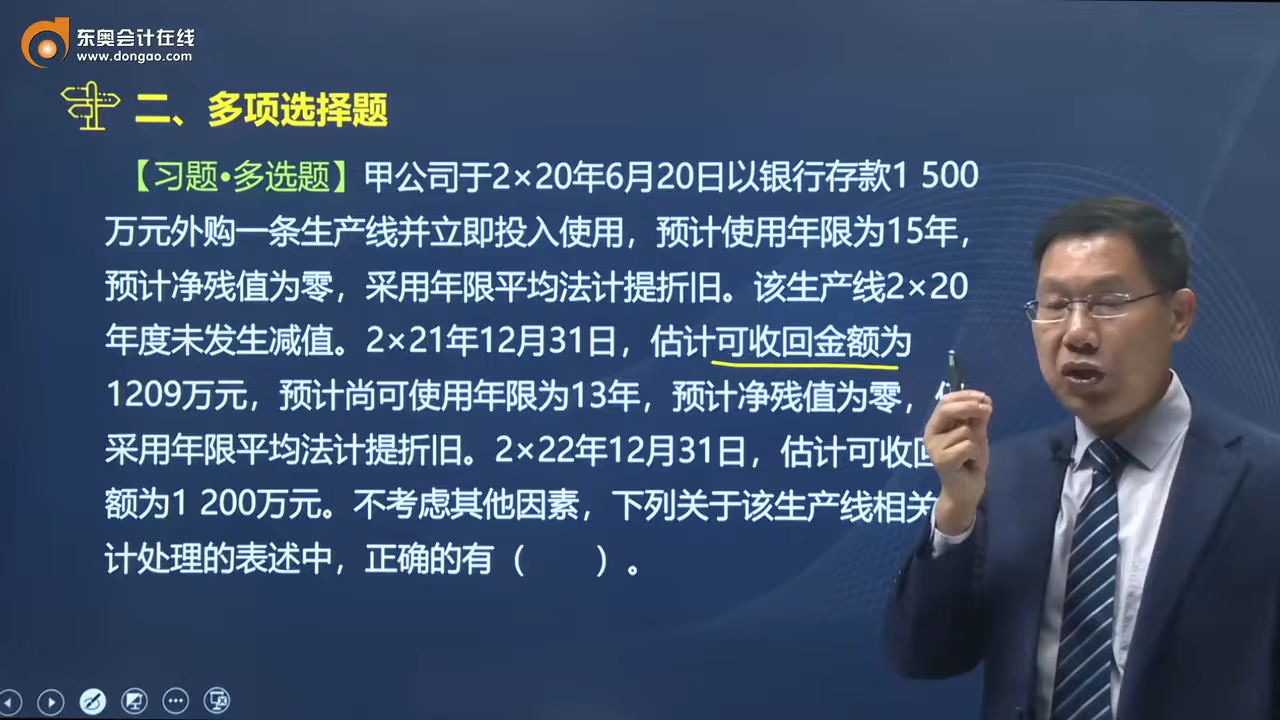 东奥会计在线
www.dongao.com
二、多项选择题
【习题•多选题】甲公司于2×20年6月20日以银行存款1 500
万元外购一条生产线并立即投入使用，预计使用年限为15年，
预计净残值为零，采用年限平均法计提折旧。该生产线2×20
年度未发生减值。2×21年12月31日，估计可收回金额为
1209万元，预计尚可使用年限为13年，预计净残值为零，
采用年限平均法计提折旧。2×22年12月31日，估计可收回
额为1 200万元。不考虑其他因素，下列关于该生产线相关
计处理的表述中，正确的有（　　）。